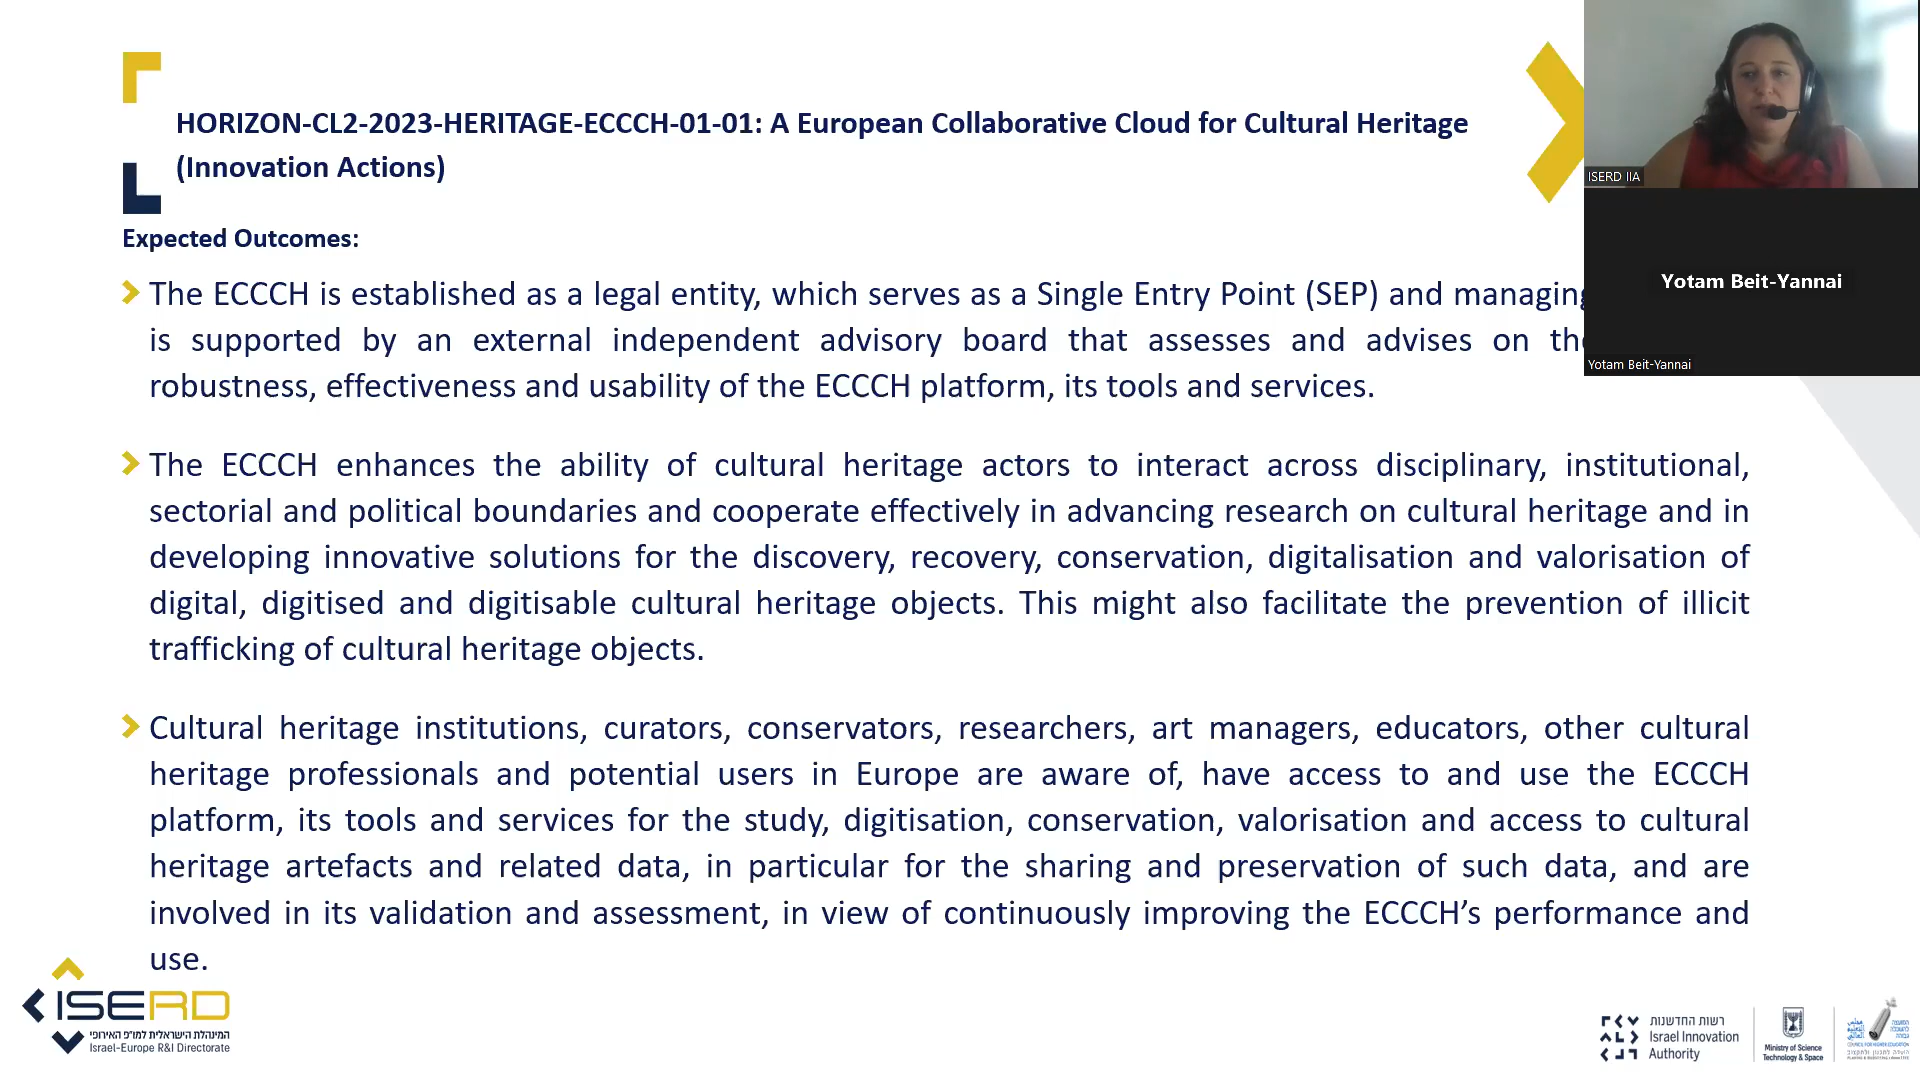 HORIZON-CL2-2023-HERITAGE-ECCCH-01-01: A European Collaborative Cloud for Cultural Heritage
(Innovation Actions)
Expected Outcomes:
The ECCCH is established as a legal entity, which serves as a Single Entry Point (SEP) and managing
is supported by an external independent advisory board that assesses and advises on
robustness, effectiveness and usability of the ECCCH platform, its tools and services.
The ECCCH enhances the ability of cultural heritage actors to interact across disciplinary, institutional,
sectorial and political boundaries and cooperate effectively in advancing research on cultural heritage and in
developing innovative solutions for the discovery, recovery, conservation, digitalisation and valorisation of
digital, digitised and digitisable cultural heritage objects. This might also facilitate the prevention of illicit
trafficking of cultural heritage objects.
Cultural heritage institutions, curators, conservators, researchers, art managers, educators, other cultural
heritage professionals and potential users in Europe are aware of, have access to and use the ECCCH
platform, its tools and services for the study, digitisation, conservation, valorisation and access to cultural
heritage artefacts and related data, in particular for the sharing and preservation of such data, and are
involved in its validation and assessment, in view of continuously improving the ECCCH’s performance and
use.
ISERD IIA
Yotam Beit-Yannai
Yotam Beit-Yannai
ISERD
המינהלת הישראלית למו״פ האירופי
Israel-Europe R&I Directorate
רשות החדשנות
Israel Innovation
Authority
Ministry of Science
Technology & Space